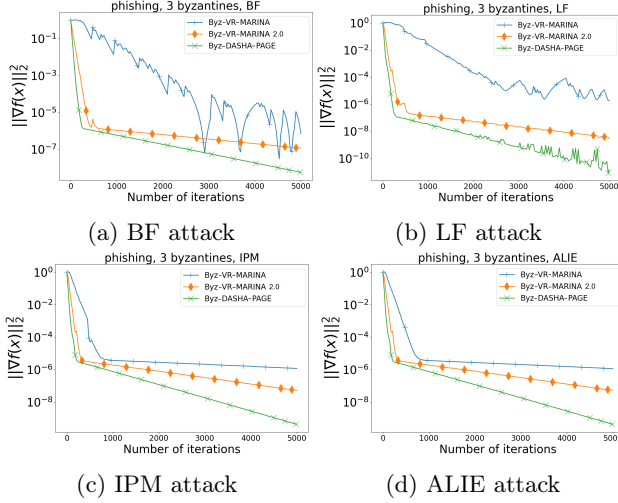 phishing, 3 byzantines, BF
Byz-VR-MARINA
Byz-VR-MARINA 2.0
Byz-DASHA-PAGE
||∇f(x)||₂²
10⁻¹
10⁻³
10⁻⁵
10⁻⁷
0 1000 2000 3000 4000 5000
Number of iterations
(a) BF attack
phishing, 3 byzantines, LF
Byz-VR-MARINA
Byz-VR-MARINA 2.0
Byz-DASHA-PAGE
||∇f(x)||₂²
10⁰
10⁻²
10⁻⁴
10⁻⁶
10⁻⁸
10⁻¹⁰
0 1000 2000 3000 4000 5000
Number of iterations
(b) LF attack
phishing, 3 byzantines, IPM
Byz-VR-MARINA
Byz-VR-MARINA 2.0
Byz-DASHA-PAGE
||∇f(x)||₂²
10⁰
10⁻²
10⁻⁴
10⁻⁶
10⁻⁸
0 1000 2000 3000 4000 5000
Number of iterations
(c) IPM attack
phishing, 3 byzantines, ALIE
Byz-VR-MARINA
Byz-VR-MARINA 2.0
Byz-DASHA-PAGE
||∇f(x)||₂²
10⁰
10⁻²
10⁻⁴
10⁻⁶
10⁻⁸
0 1000 2000 3000 4000 5000
Number of iterations
(d) ALIE attack